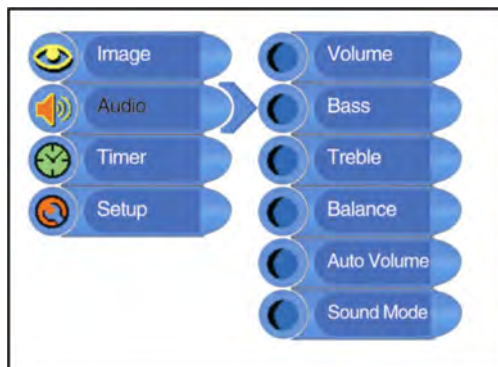 Image
Audio
Timer
Setup
Volume
Bass
Treble
Balance
Auto Volume
Sound Mode